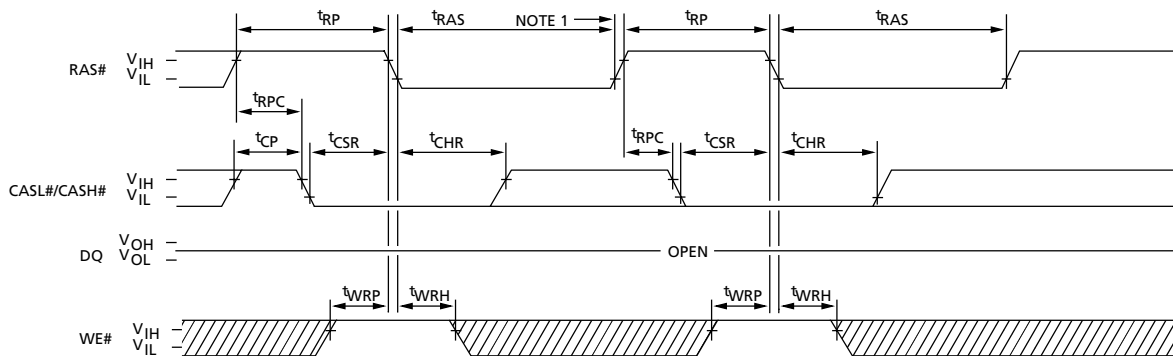 tRP tRAS NOTE 1 tRP tRAS
RAS# VIH
VIL
tRPC
tCP tCSR tCHR tRPC tCSR tCHR
CASL#/CASH# VIH
VIL
DQ VOH
VOL
OPEN
tWRP tWRH tWRP tWRH
WE# VIH
VIL